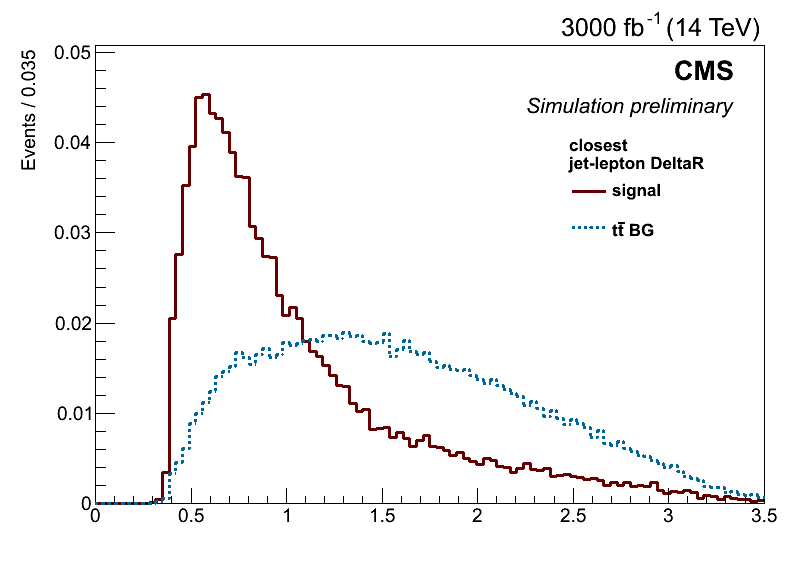 3000 fb⁻¹ (14 TeV)
CMS
Simulation preliminary
closest
jet-lepton DeltaR
signal
tt̄ BG
Events / 0.035
0.05
0.04
0.03
0.02
0.01
0
0 0.5 1 1.5 2 2.5 3 3.5